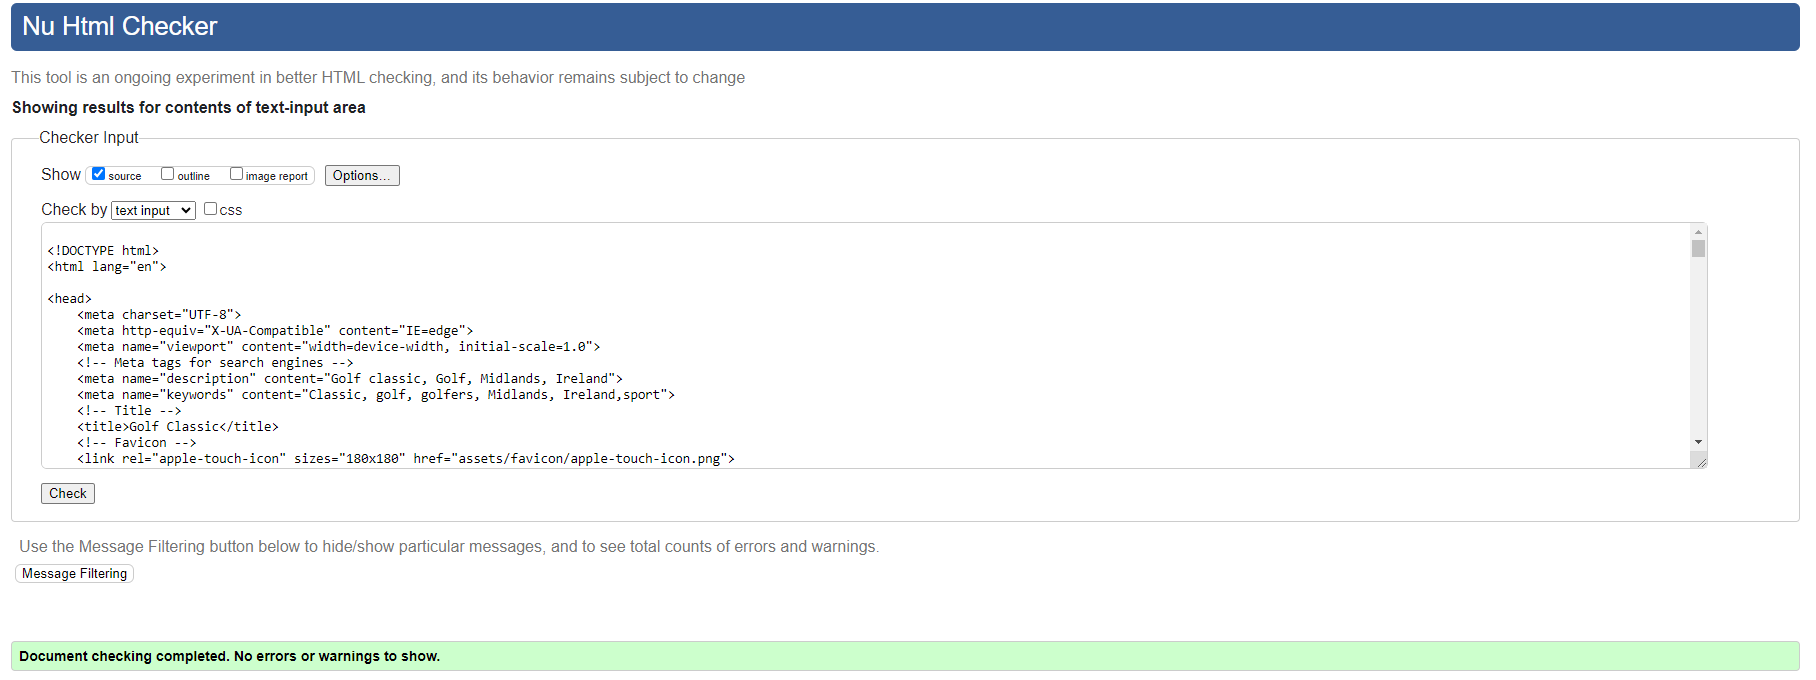 Nu Html Checker
This tool is an ongoing experiment in better HTML checking, and its behavior remains subject to change
Showing results for contents of text-input area
Checker Input
Show source outline image report Options...
Check by text input css
<!DOCTYPE html>
<html lang="en">
<head>
<meta charset="UTF-8">
<meta http-equiv="X-UA-Compatible" content="IE=edge">
<meta name="viewport" content="width=device-width, initial-scale=1.0">
<!-- Meta tags for search engines -->
<meta name="description" content="Golf classic, Golf, Midlands, Ireland">
<meta name="keywords" content="Classic, golf, golfers, Midlands, Ireland,sport">
<!-- Title -->
<title>Golf Classic</title>
<!-- Favicon -->
<link rel="apple-touch-icon" sizes="180x180" href="assets/favicon/apple-touch-icon.png">
Check
Use the Message Filtering button below to hide/show particular messages, and to see total counts of errors and warnings.
Message Filtering
Document checking completed. No errors or warnings to show.